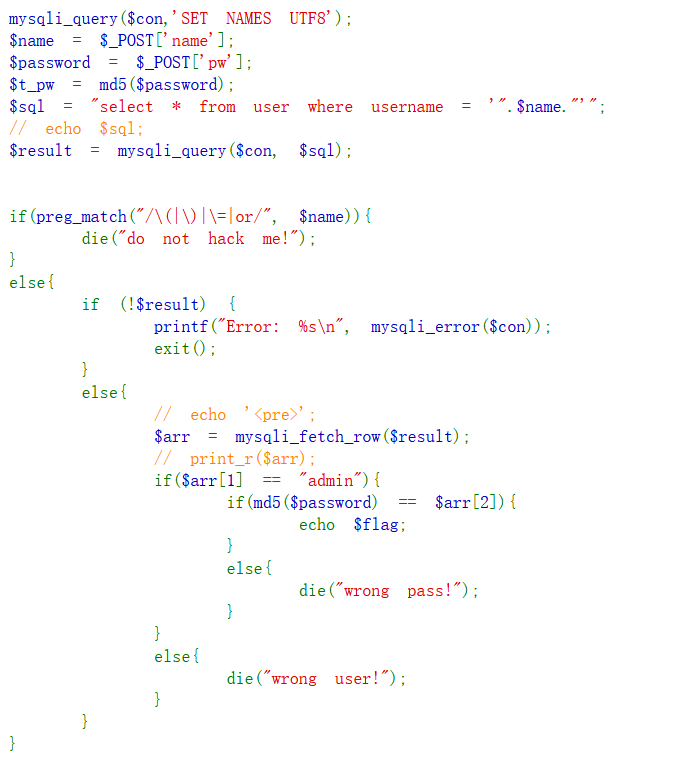 mysqli_query($con,'SET NAMES UTF8');
$name = $_POST['name'];
$password = $_POST['pw'];
$t_pw = md5($password);
$sql = "select * from user where username = '".$name."'";
// echo $sql;
$result = mysqli_query($con, $sql);
if(preg_match("/\(|\)|\=|or/", $name)){
die("do not hack me!");
}
else{
if (!$result) {
printf("Error: %s\n", mysqli_error($con));
exit();
}
else{
// echo '<pre>';
$arr = mysqli_fetch_row($result);
// print_r($arr);
if($arr[1] == "admin"){
if(md5($password) == $arr[2]){
echo $flag;
}
else{
die("wrong pass!");
}
}
else{
die("wrong user!");
}
}
}